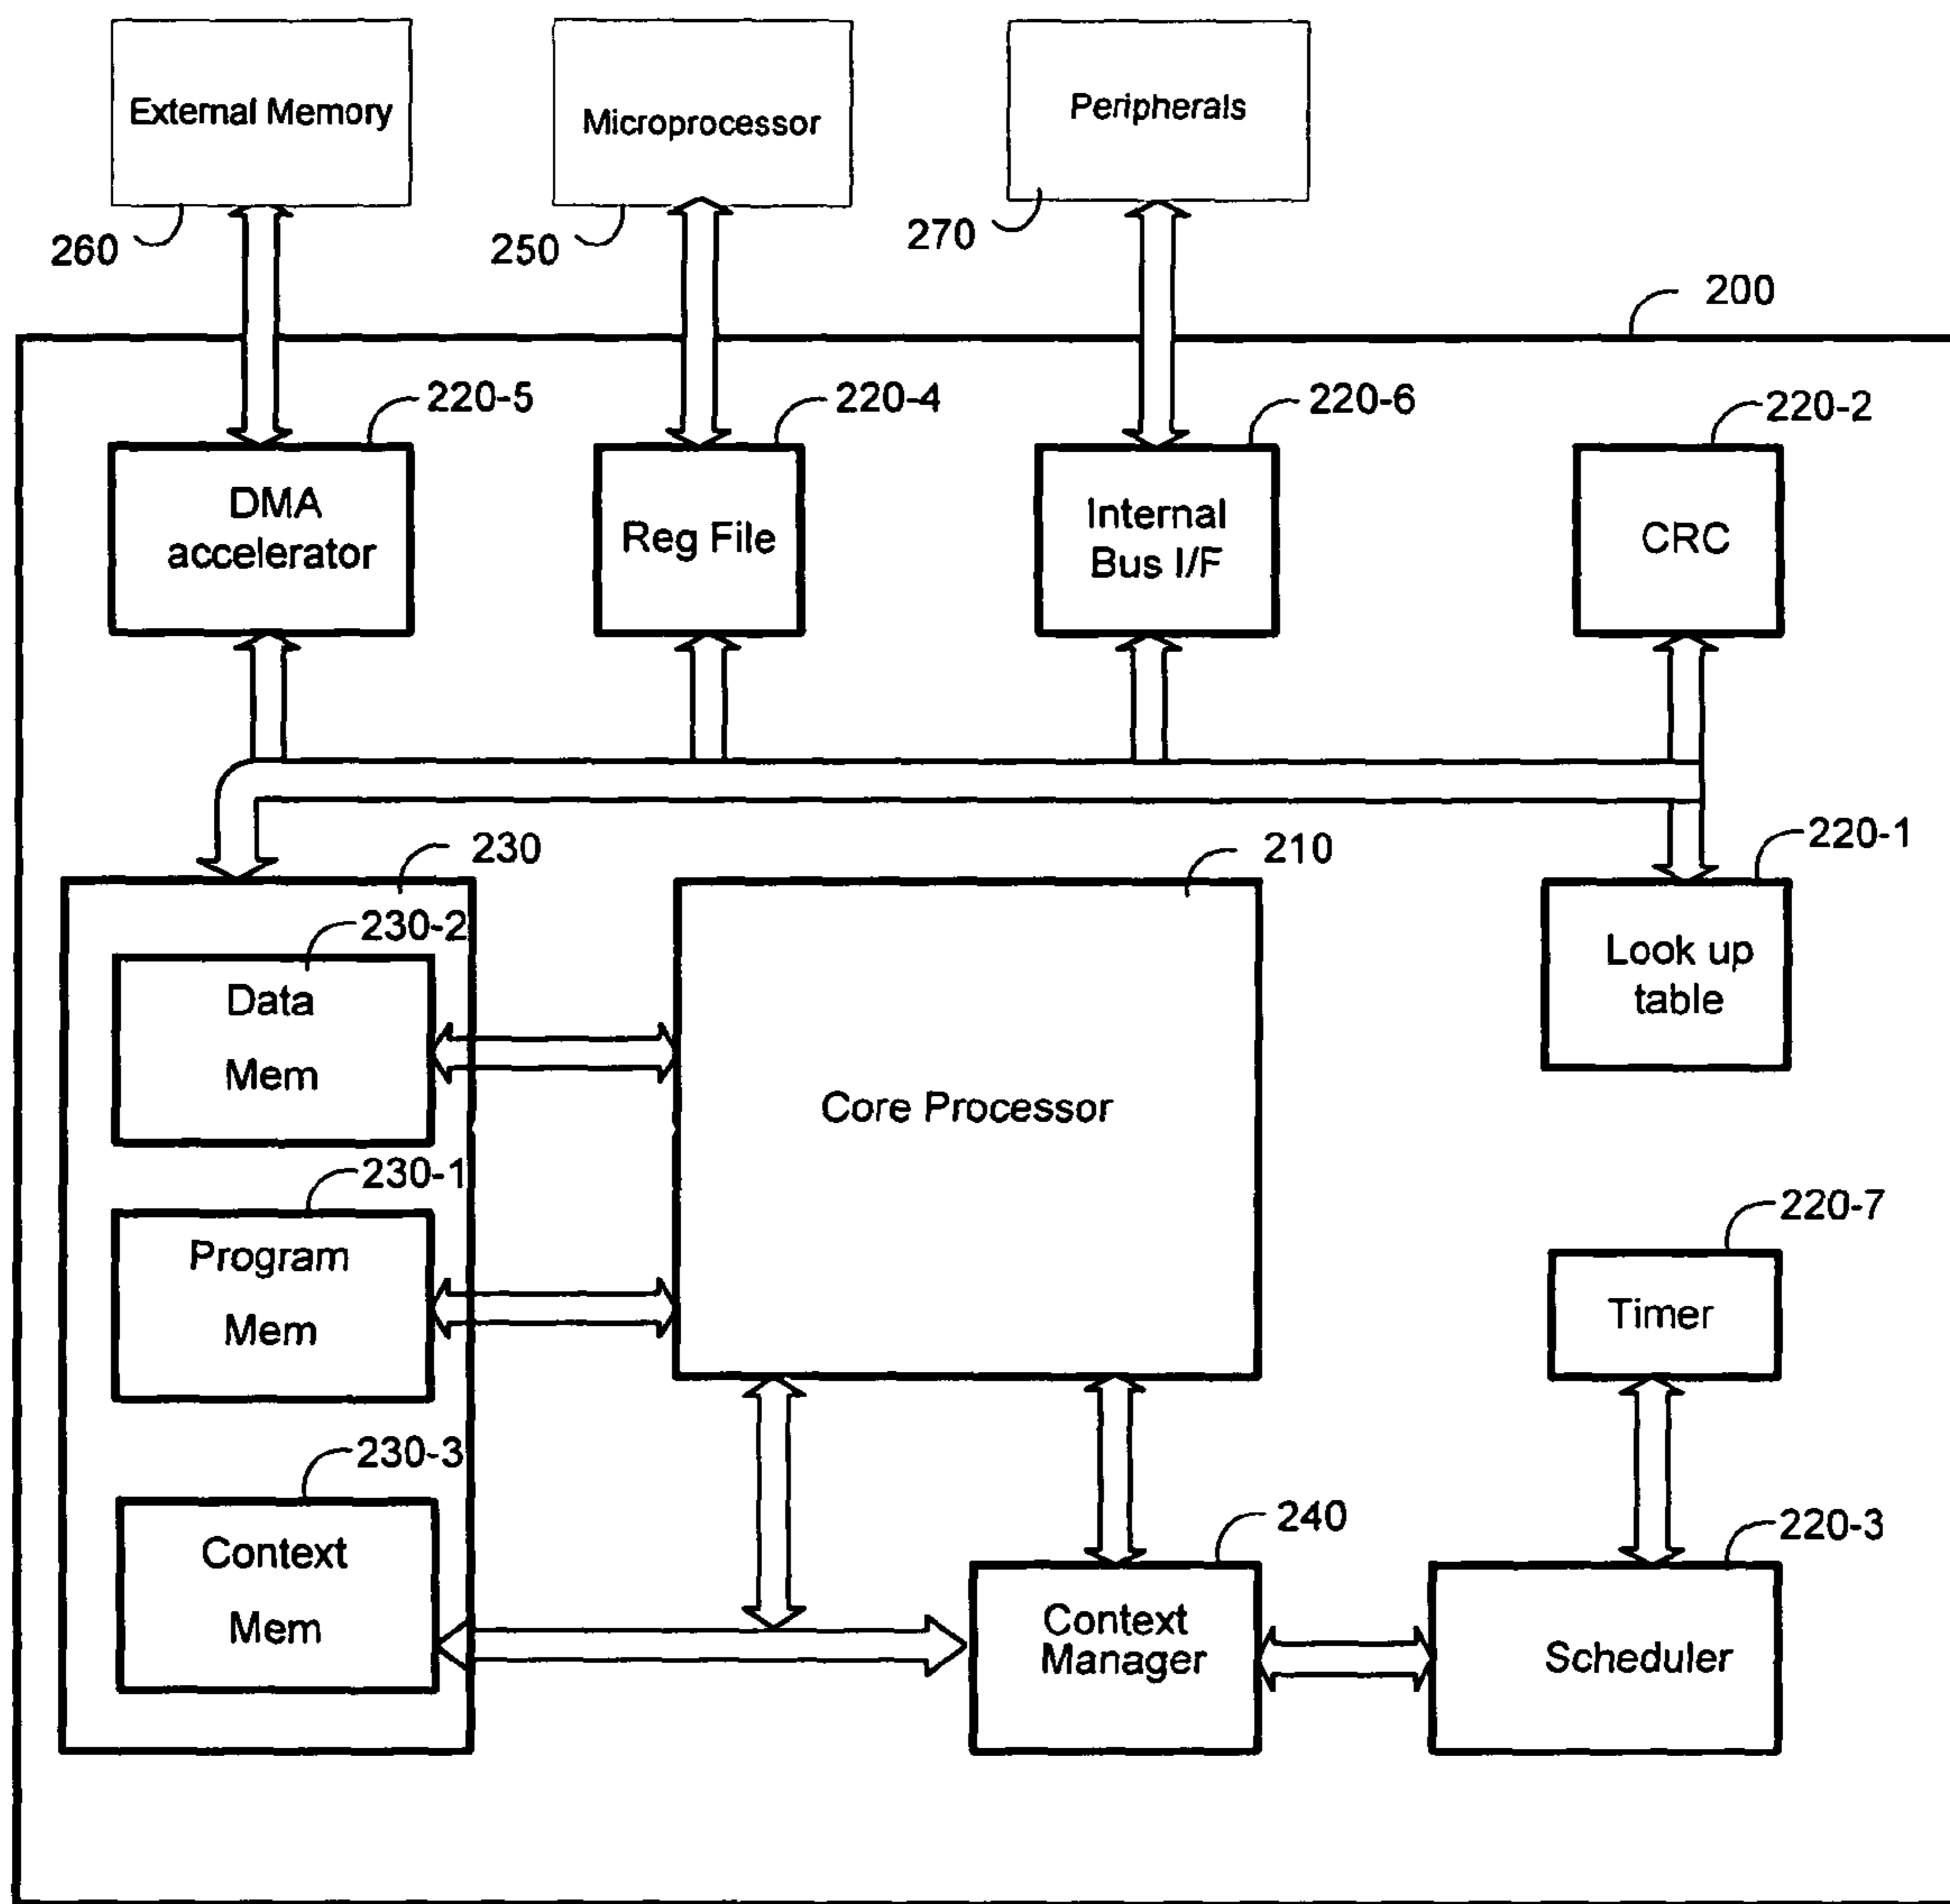 External Memory
Microprocessor
Peripherals
260
250
270
200
220-5
220-4
220-6
220-2
DMA
accelerator
Reg File
Internal
Bus I/F
CRC
230
210
220-1
230-2
Data
Mem
Core Processor
Look up
table
230-1
Program
Mem
220-7
Timer
230-3
Context
Mem
240
Context
Manager
220-3
Scheduler